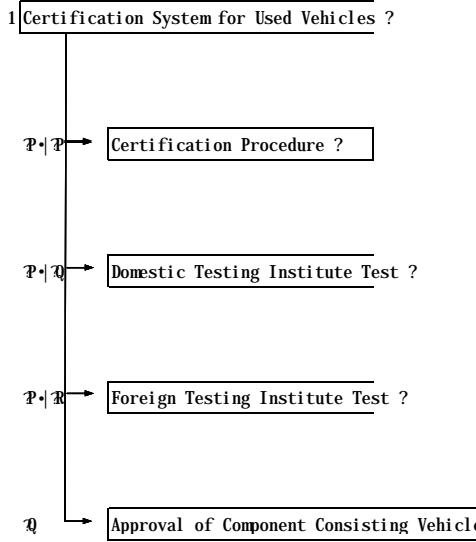 1 Certification System for Used Vehicles ?
Certification Procedure ?
Domestic Testing Institute Test ?
Foreign Testing Institute Test ?
Approval of Component Consisting